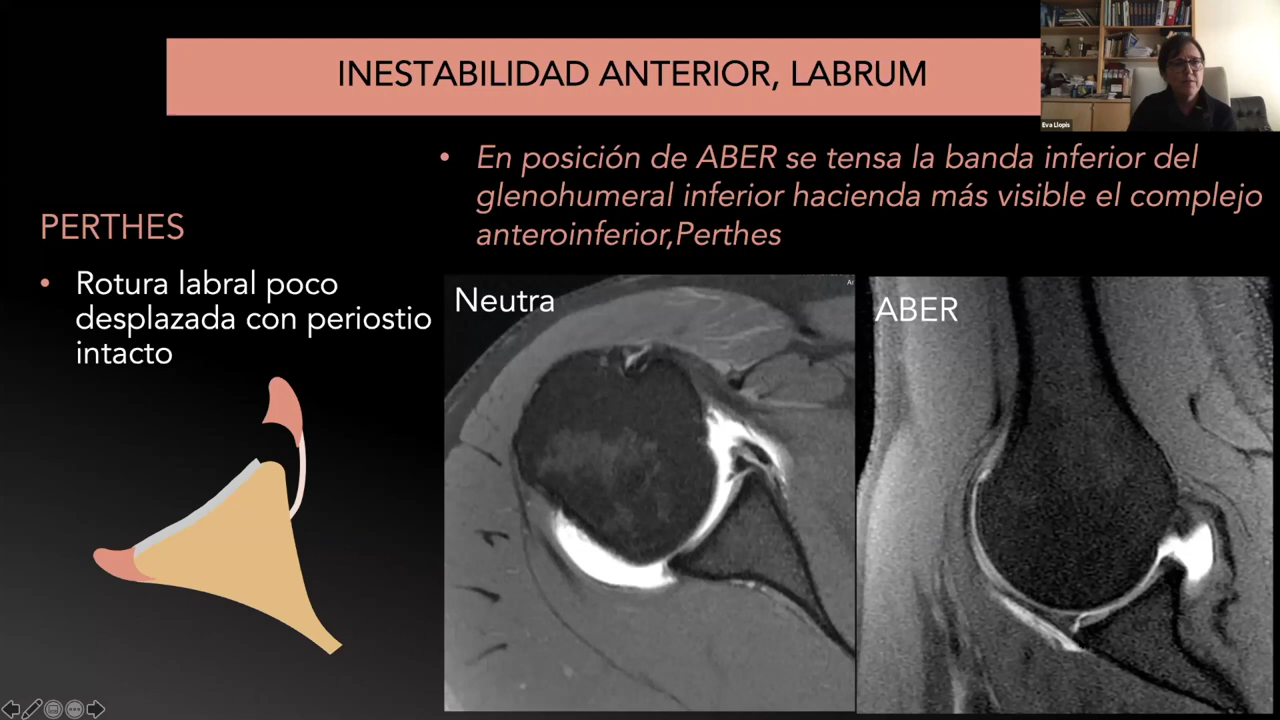 INESTABILIDAD ANTERIOR, LABRUM
Eva Llopis
• En posición de ABER se tensa la banda inferior del
glenohumeral inferior hacienda más visible el complejo
anteroinferior,Perthes
PERTHES
• Rotura labral poco
desplazada con periostio
intacto
Neutra
ABER